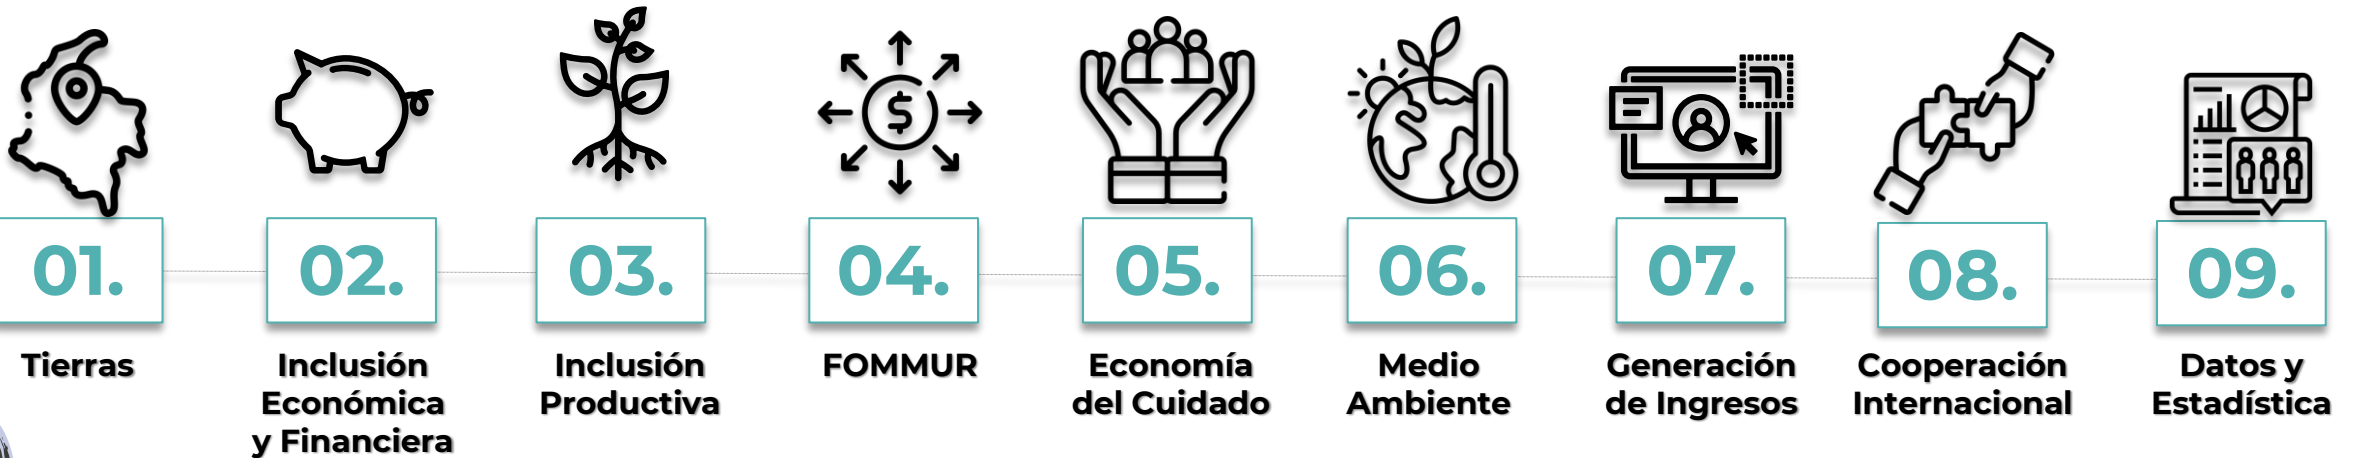 01.
Tierras
02.
Inclusión
Económica
y Financiera
03.
Inclusión
Productiva
04.
FOMMUR
05.
Economía
del Cuidado
06.
Medio
Ambiente
07.
Generación
de Ingresos
08.
Cooperación
Internacional
09.
Datos y
Estadística